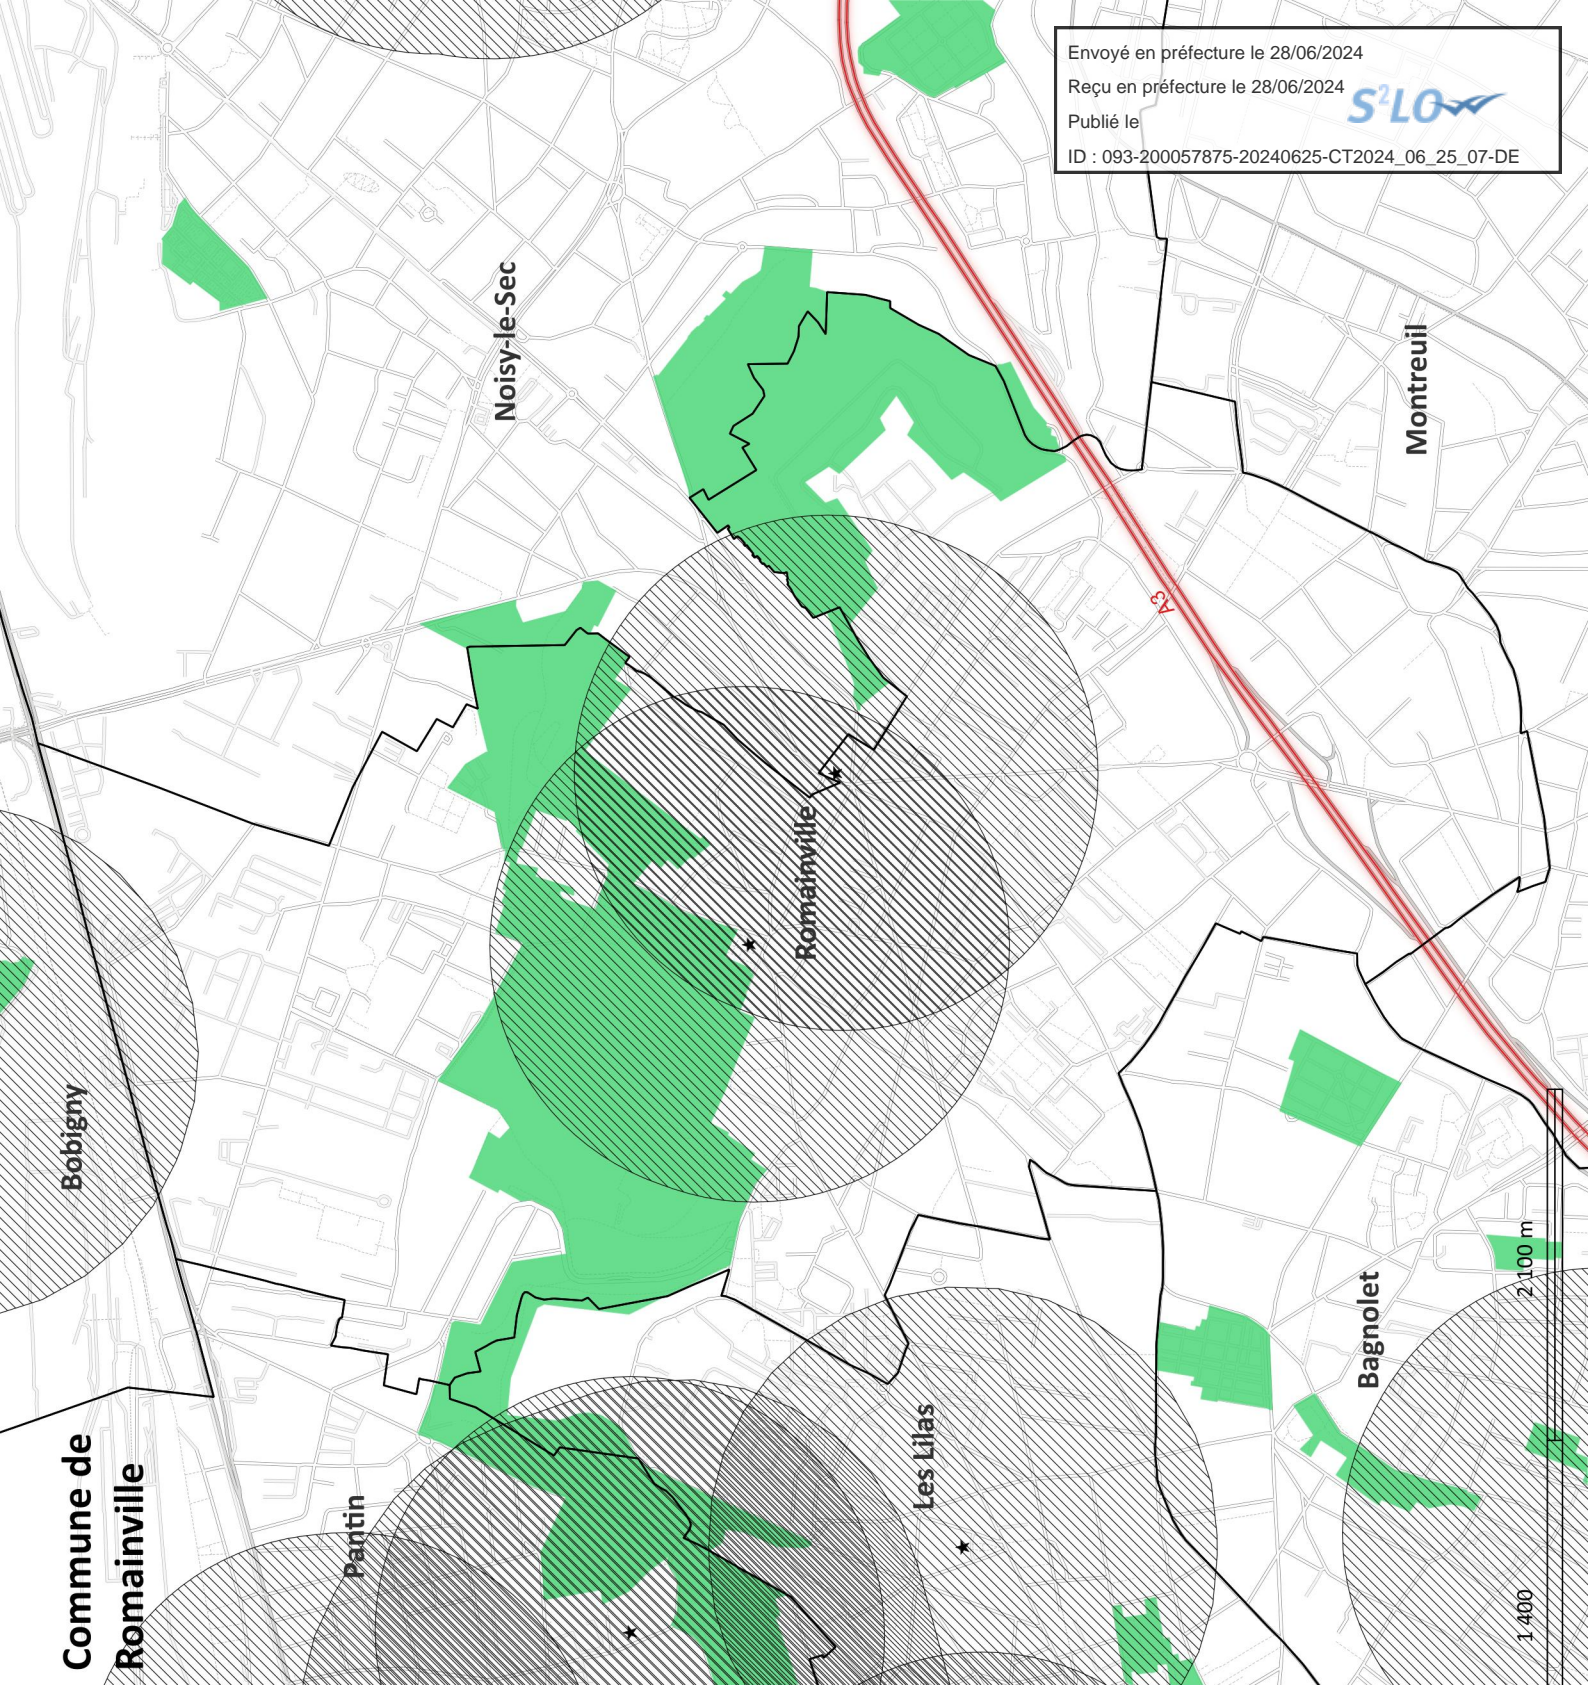 Envoyé en préfecture le 28/06/2024
Reçu en préfecture le 28/06/2024
Publié le
S²LO
ID : 093-200057875-20240625-CT2024_06_25_07-DE
Commune de
Romainville
Bobigny
Pantin
Noisy-le-Sec
Romainville
Les Lilas
A3
Montreuil
Bagnolet
1 400
2 100 m